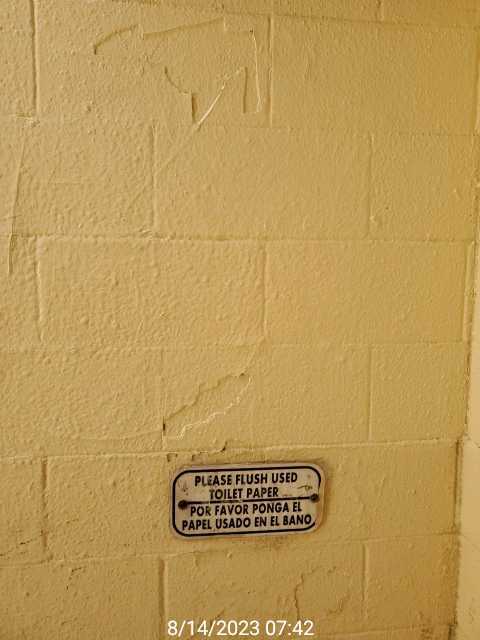 PLEASE FLUSH USED
TOILET PAPER
POR FAVOR PONGA EL
PAPEL USADO EN EL BANO
8/14/2023 07:42